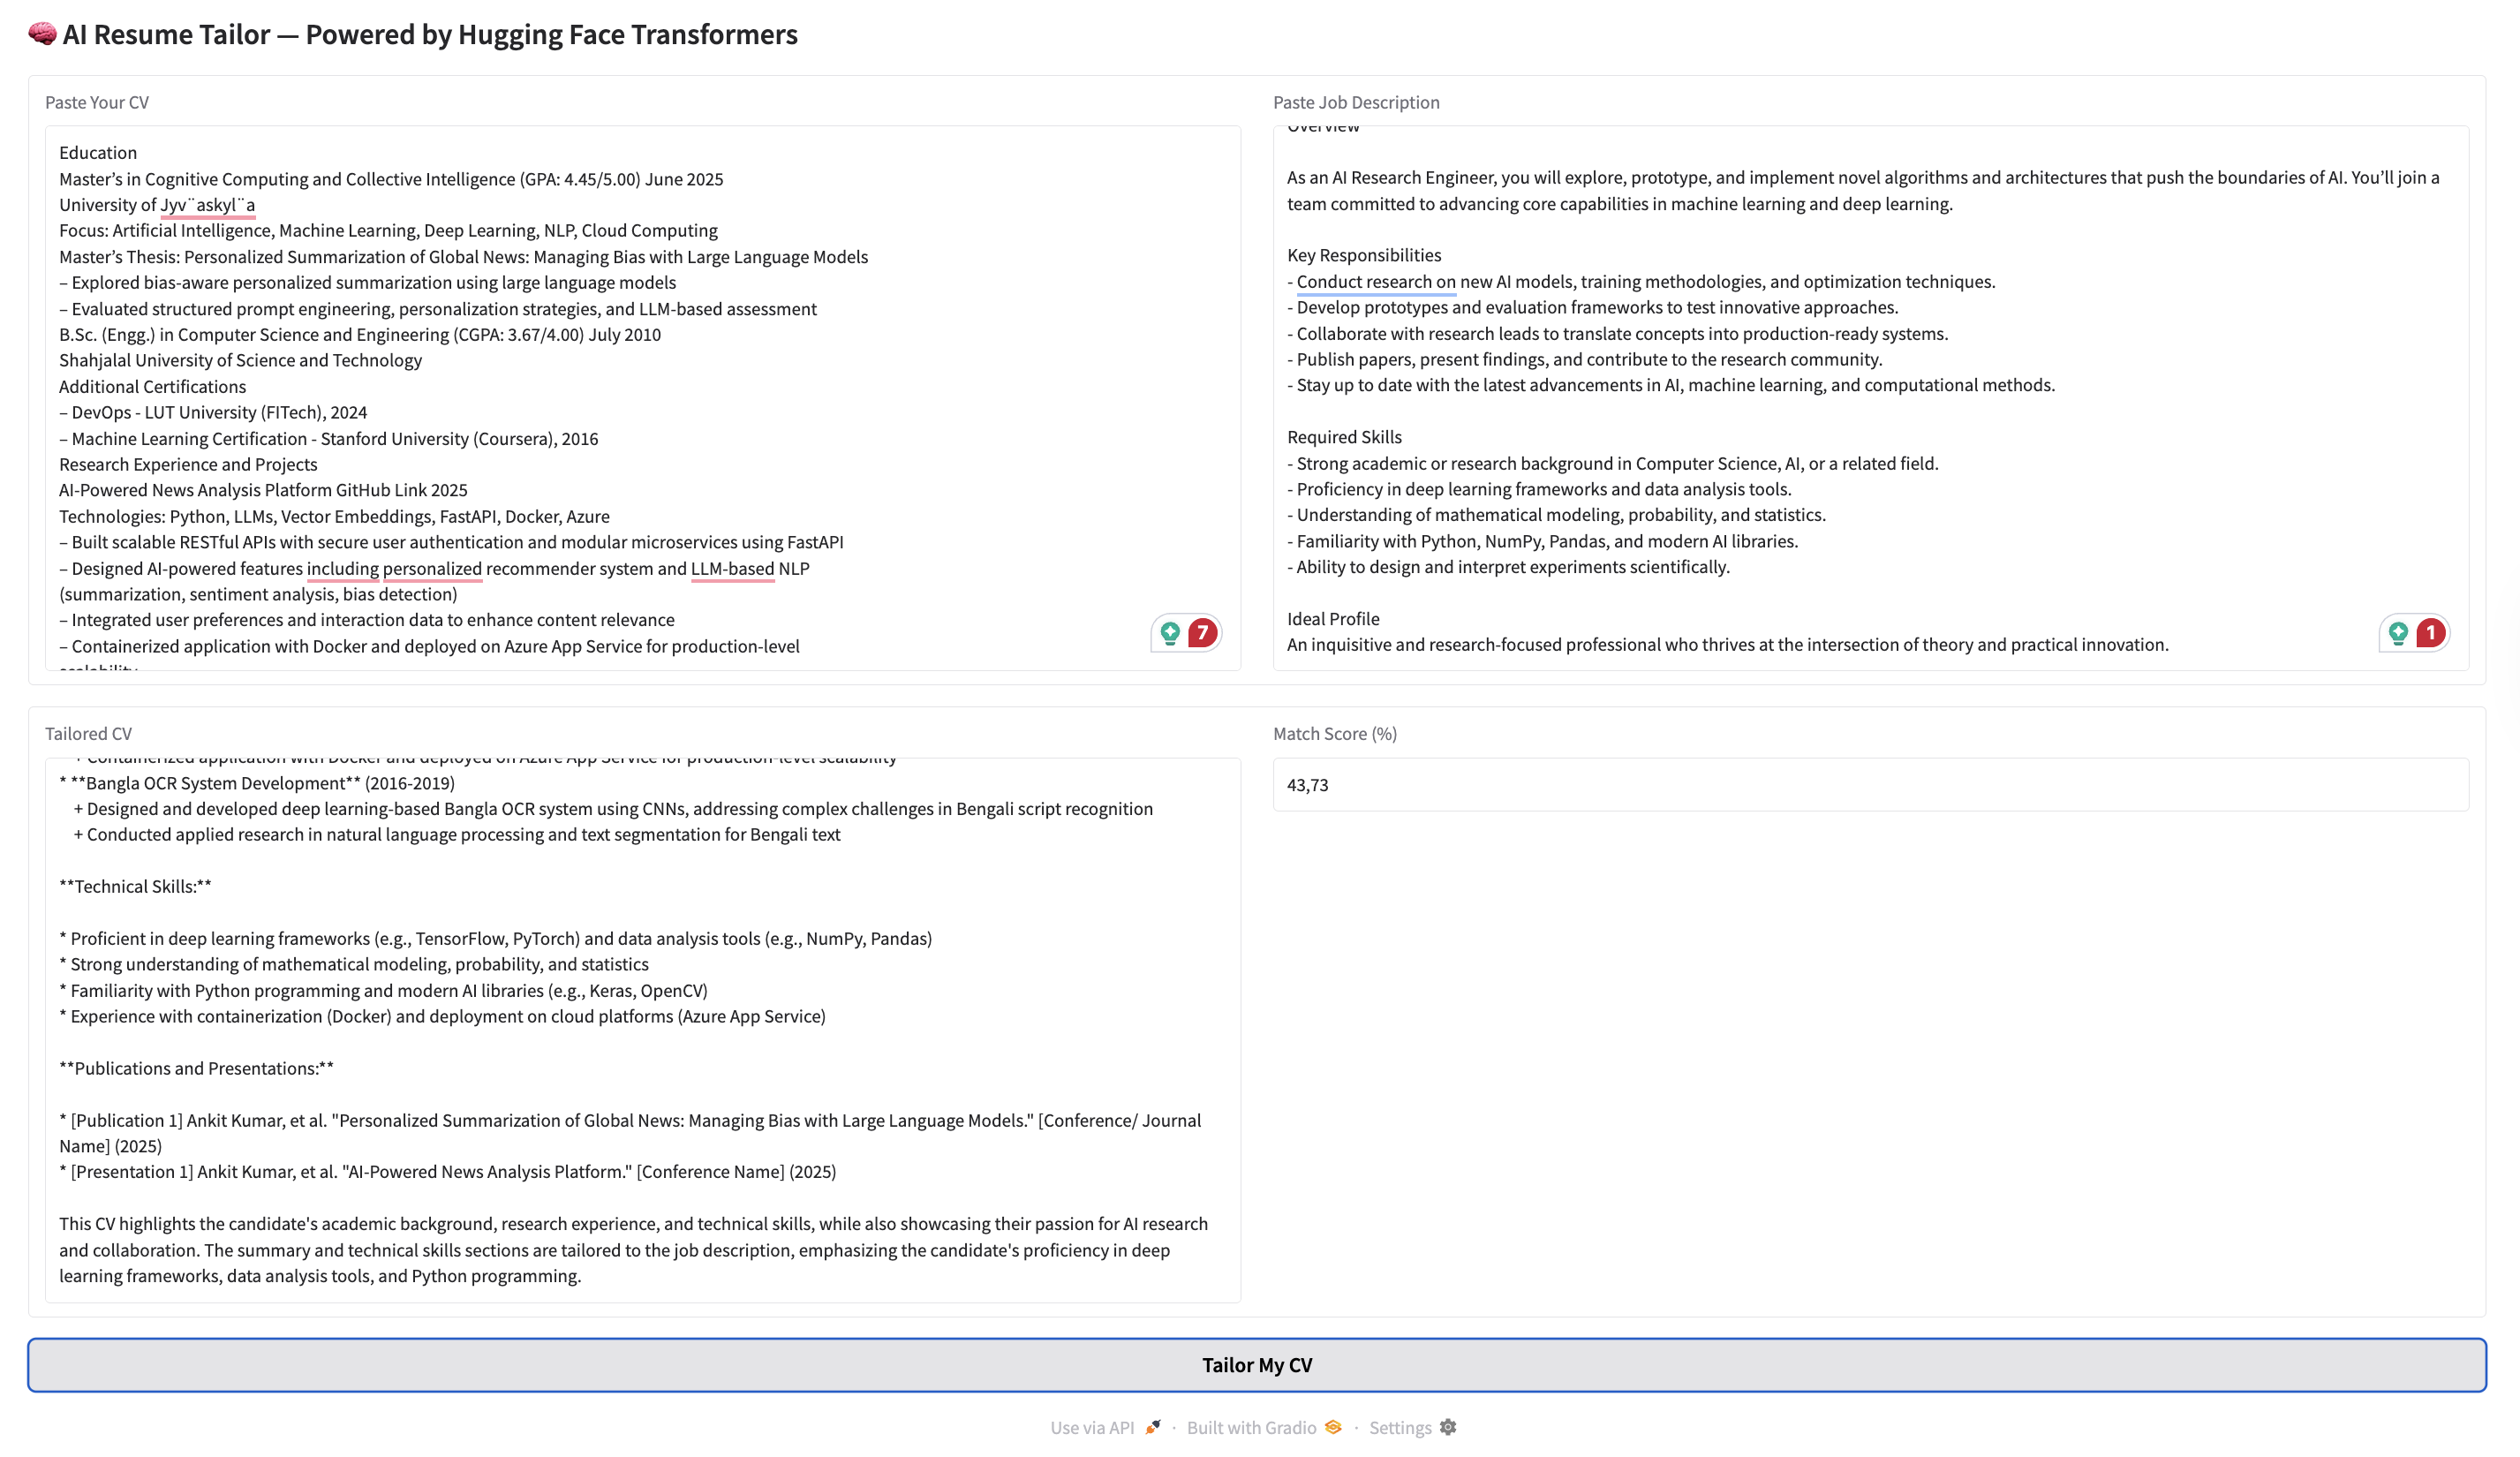 🧠 AI Resume Tailor — Powered by Hugging Face Transformers
Paste Your CV
Education
Master’s in Cognitive Computing and Collective Intelligence (GPA: 4.45/5.00) June 2025
University of Jyv¨askyl¨a
Focus: Artificial Intelligence, Machine Learning, Deep Learning, NLP, Cloud Computing
Master’s Thesis: Personalized Summarization of Global News: Managing Bias with Large Language Models
– Explored bias-aware personalized summarization using large language models
– Evaluated structured prompt engineering, personalization strategies, and LLM-based assessment
B.Sc. (Engg.) in Computer Science and Engineering (CGPA: 3.67/4.00) July 2010
Shahjalal University of Science and Technology
Additional Certifications
– DevOps - LUT University (FITech), 2024
– Machine Learning Certification - Stanford University (Coursera), 2016
Research Experience and Projects
AI-Powered News Analysis Platform GitHub Link 2025
Technologies: Python, LLMs, Vector Embeddings, FastAPI, Docker, Azure
– Built scalable RESTful APIs with secure user authentication and modular microservices using FastAPI
– Designed AI-powered features including personalized recommender system and LLM-based NLP
(summarization, sentiment analysis, bias detection)
– Integrated user preferences and interaction data to enhance content relevance
– Containerized application with Docker and deployed on Azure App Service for production-level
scalability
7
Paste Job Description
Overview
As an AI Research Engineer, you will explore, prototype, and implement novel algorithms and architectures that push the boundaries of AI. You’ll join a
team committed to advancing core capabilities in machine learning and deep learning.
Key Responsibilities
- Conduct research on new AI models, training methodologies, and optimization techniques.
- Develop prototypes and evaluation frameworks to test innovative approaches.
- Collaborate with research leads to translate concepts into production-ready systems.
- Publish papers, present findings, and contribute to the research community.
- Stay up to date with the latest advancements in AI, machine learning, and computational methods.
Required Skills
- Strong academic or research background in Computer Science, AI, or a related field.
- Proficiency in deep learning frameworks and data analysis tools.
- Understanding of mathematical modeling, probability, and statistics.
- Familiarity with Python, NumPy, Pandas, and modern AI libraries.
- Ability to design and interpret experiments scientifically.
Ideal Profile
An inquisitive and research-focused professional who thrives at the intersection of theory and practical innovation.
1
Tailored CV
+ Containerized application with Docker and deployed on Azure App Service for production-level scalability
* **Bangla OCR System Development** (2016-2019)
+ Designed and developed deep learning-based Bangla OCR system using CNNs, addressing complex challenges in Bengali script recognition
+ Conducted applied research in natural language processing and text segmentation for Bengali text
**Technical Skills:**
* Proficient in deep learning frameworks (e.g., TensorFlow, PyTorch) and data analysis tools (e.g., NumPy, Pandas)
* Strong understanding of mathematical modeling, probability, and statistics
* Familiarity with Python programming and modern AI libraries (e.g., Keras, OpenCV)
* Experience with containerization (Docker) and deployment on cloud platforms (Azure App Service)
**Publications and Presentations:**
* [Publication 1] Ankit Kumar, et al. "Personalized Summarization of Global News: Managing Bias with Large Language Models." [Conference/ Journal
Name] (2025)
* [Presentation 1] Ankit Kumar, et al. "AI-Powered News Analysis Platform." [Conference Name] (2025)
This CV highlights the candidate's academic background, research experience, and technical skills, while also showcasing their passion for AI research
and collaboration. The summary and technical skills sections are tailored to the job description, emphasizing the candidate's proficiency in deep
learning frameworks, data analysis tools, and Python programming.
Match Score (%)
43,73
Tailor My CV
Use via API · Built with Gradio · Settings